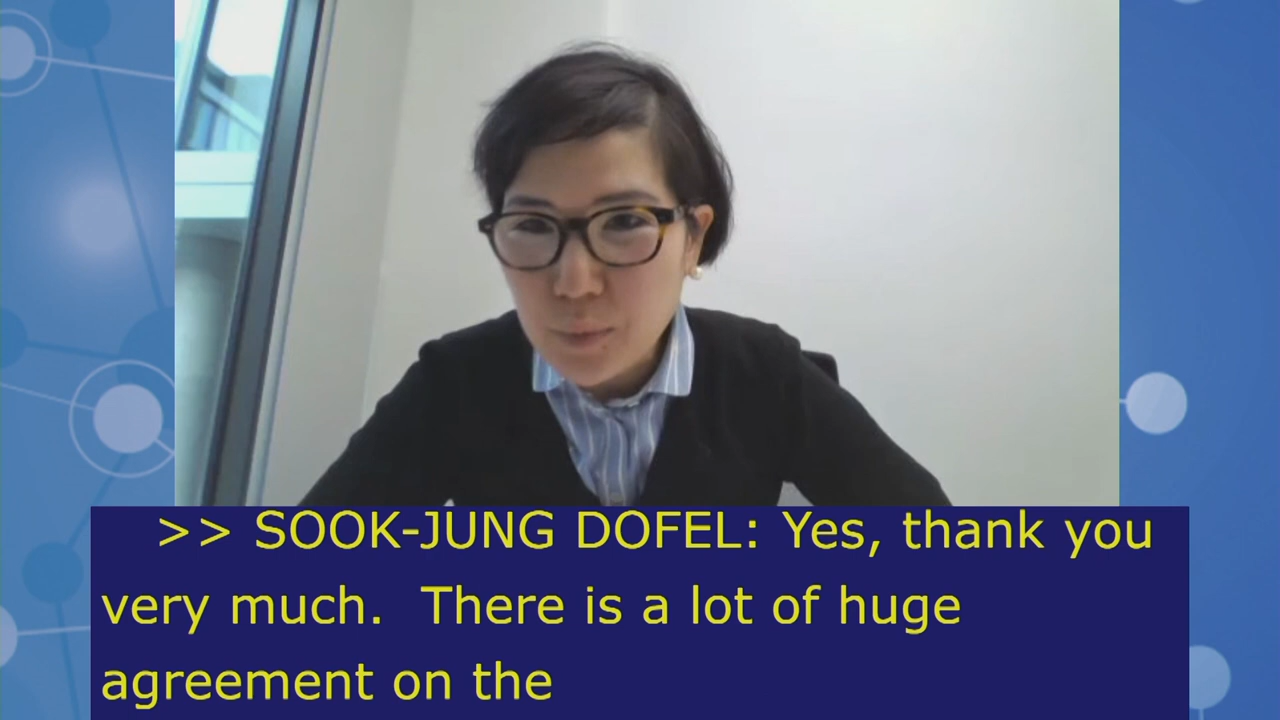 >> SOOK-JUNG DOFEL: Yes, thank you
very much.  There is a lot of huge
agreement on the